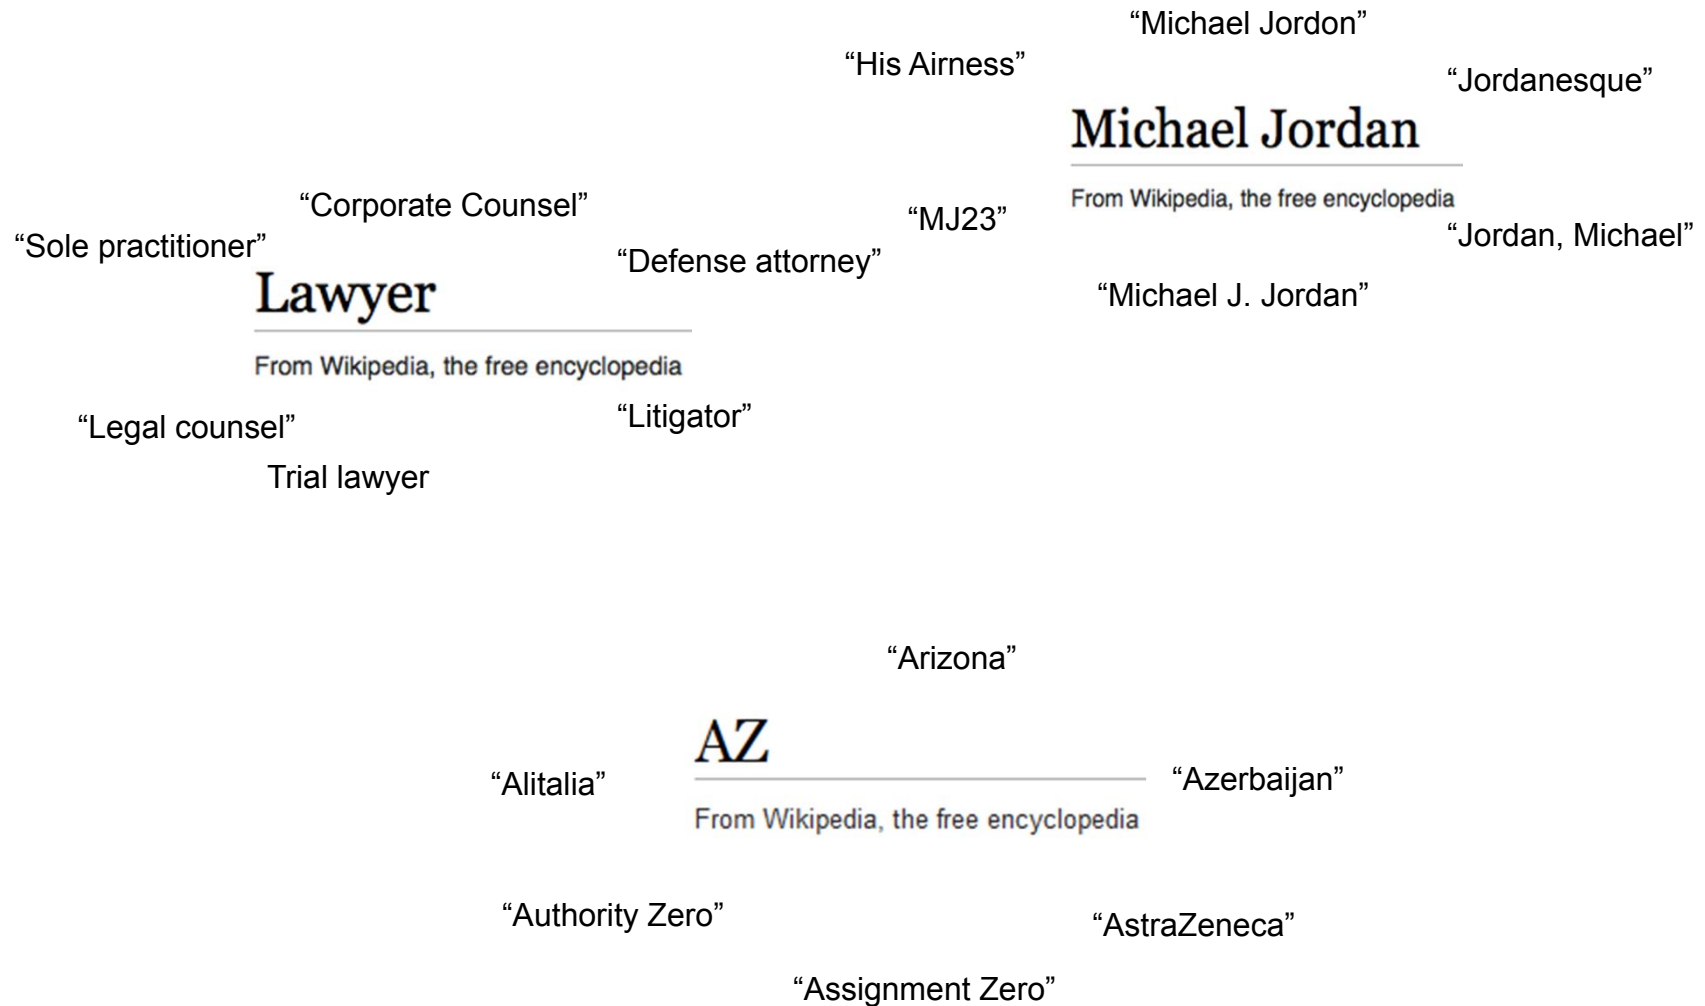 “Michael Jordon”
“His Airness”
“Jordanesque”
Michael Jordan
From Wikipedia, the free encyclopedia
“MJ23”
“Jordan, Michael”
“Michael J. Jordan”
“Corporate Counsel”
“Sole practitioner”
“Defense attorney”
Lawyer
From Wikipedia, the free encyclopedia
“Legal counsel”
“Litigator”
Trial lawyer
“Arizona”
AZ
“Alitalia”
“Azerbaijan”
From Wikipedia, the free encyclopedia
“Authority Zero”
“AstraZeneca”
“Assignment Zero”